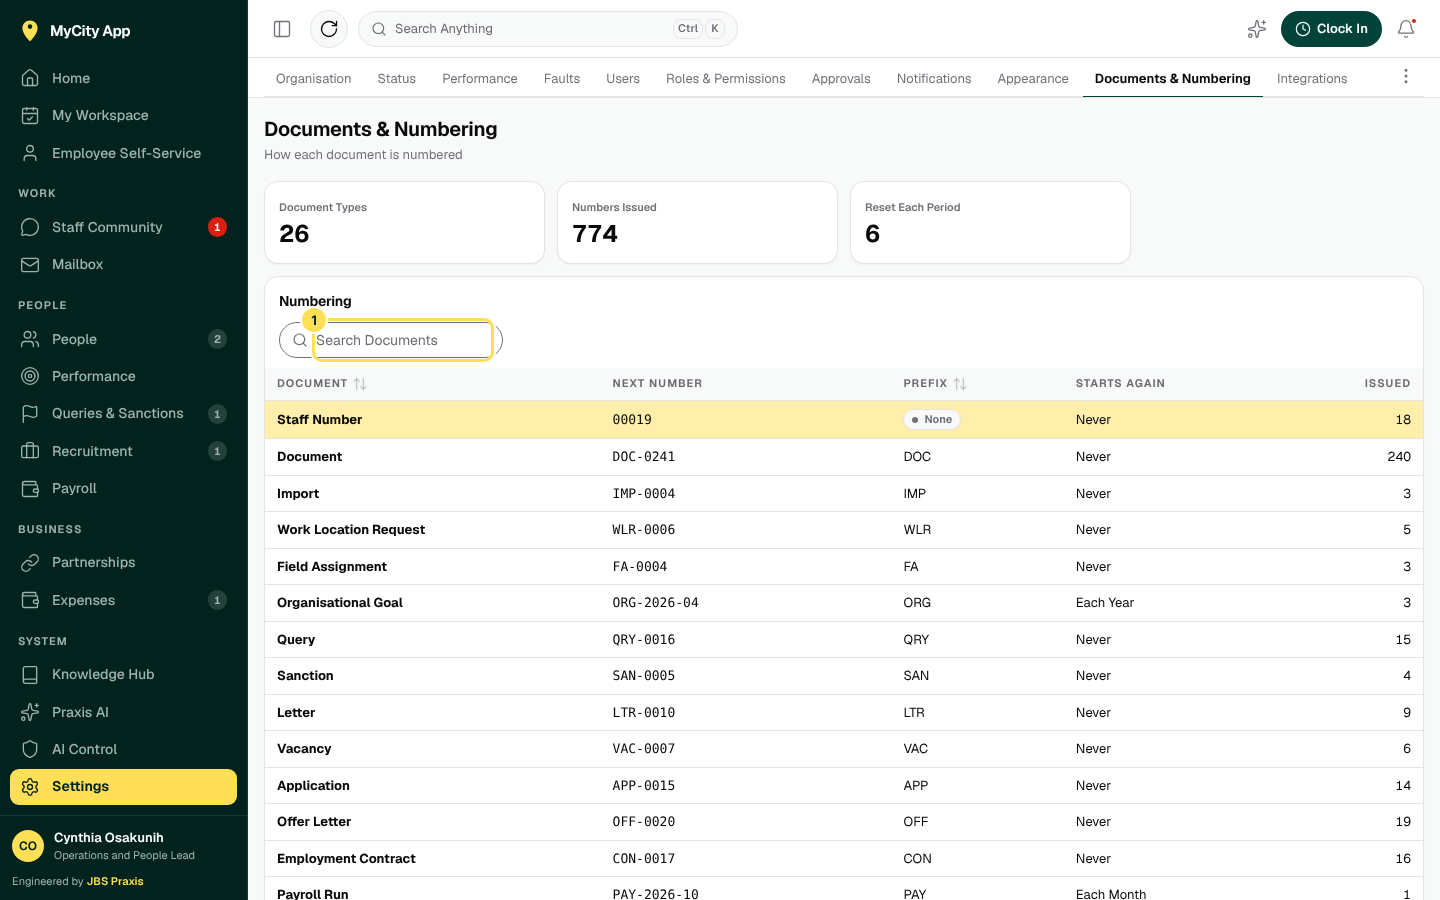 MyCity App
Home
My Workspace
Employee Self-Service
WORK
Staff Community 1
Mailbox
PEOPLE
People 2
Performance
Queries & Sanctions 1
Recruitment 1
Payroll
BUSINESS
Partnerships
Expenses 1
SYSTEM
Knowledge Hub
Praxis AI
AI Control
Settings
CO
Cynthia Osakunih
Operations and People Lead
Engineered by JBS Praxis
Search Anything Ctrl K
Clock In
Organisation Status Performance Faults Users Roles & Permissions Approvals Notifications Appearance Documents & Numbering Integrations
Documents & Numbering
How each document is numbered
Document Types
26
Numbers Issued
774
Reset Each Period
6
Numbering
1
Search Documents
DOCUMENT NEXT NUMBER PREFIX STARTS AGAIN ISSUED
Staff Number 00019 None Never 18
Document DOC-0241 DOC Never 240
Import IMP-0004 IMP Never 3
Work Location Request WLR-0006 WLR Never 5
Field Assignment FA-0004 FA Never 3
Organisational Goal ORG-2026-04 ORG Each Year 3
Query QRY-0016 QRY Never 15
Sanction SAN-0005 SAN Never 4
Letter LTR-0010 LTR Never 9
Vacancy VAC-0007 VAC Never 6
Application APP-0015 APP Never 14
Offer Letter OFF-0020 OFF Never 19
Employment Contract CON-0017 CON Never 16
Payroll Run PAY-2026-10 PAY Each Month 1